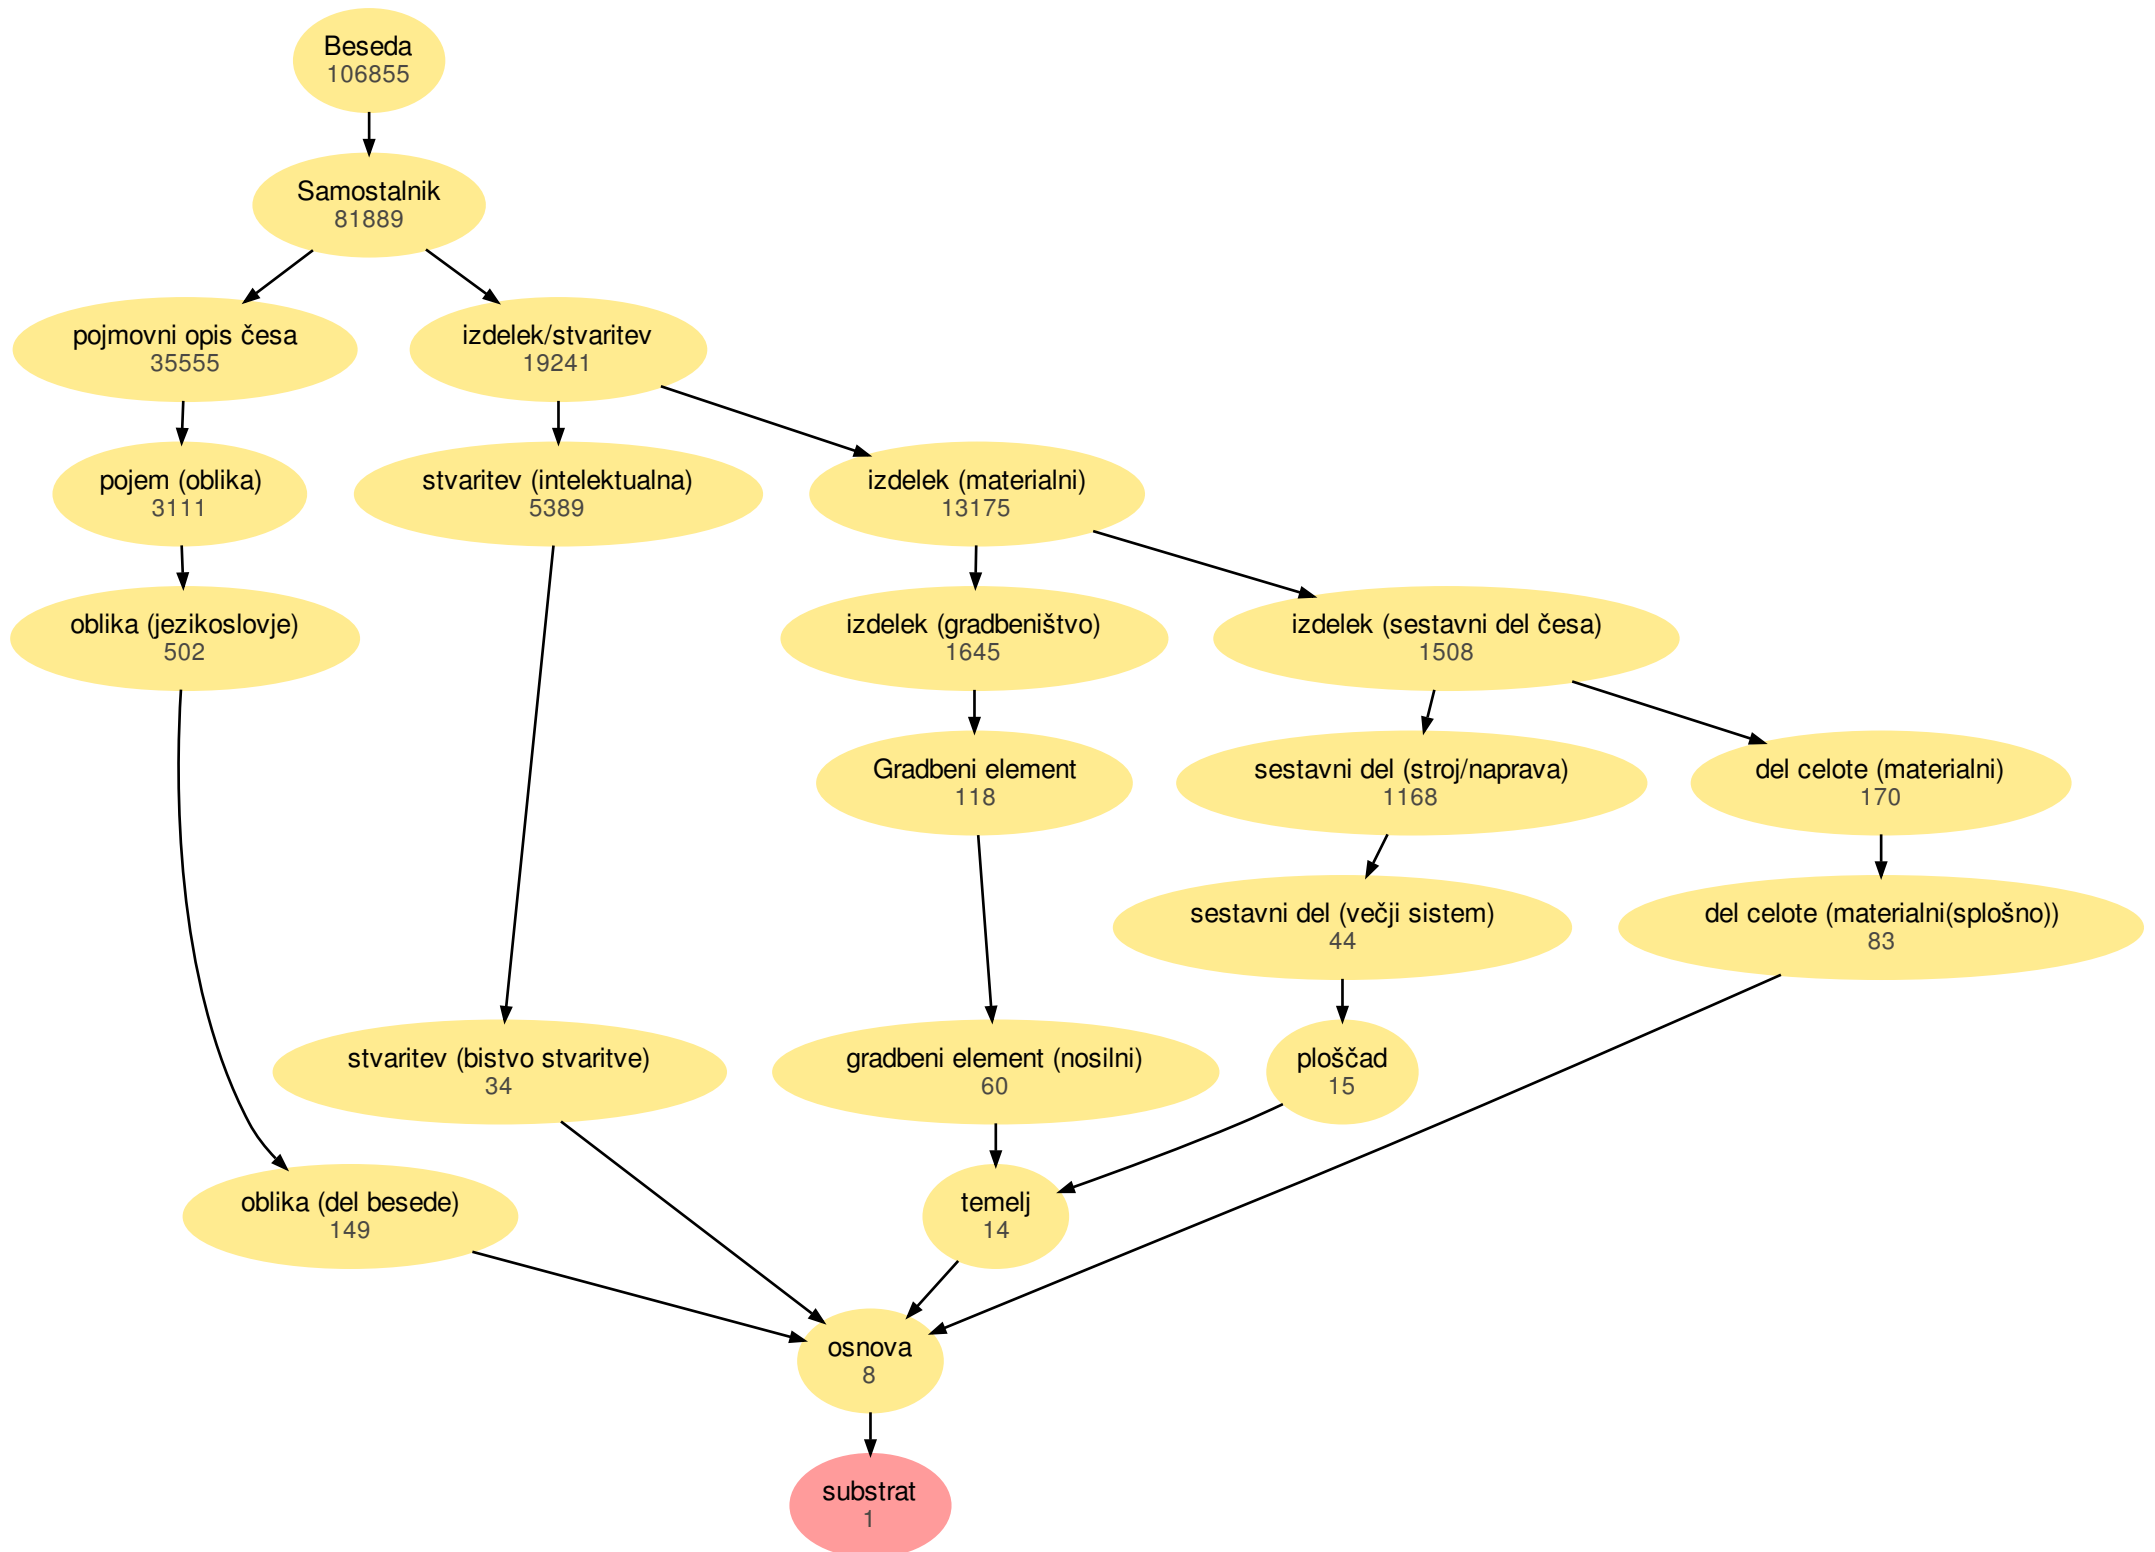 Beseda
106855
Samostalnik
81889
pojmovni opis česa
35555
izdelek/stvaritev
19241
pojem (oblika)
3111
stvaritev (intelektualna)
5389
izdelek (materialni)
13175
oblika (jezikoslovje)
502
izdelek (gradbeništvo)
1645
izdelek (sestavni del česa)
1508
Gradbeni element
118
sestavni del (stroj/naprava)
1168
del celote (materialni)
170
sestavni del (večji sistem)
44
del celote (materialni(splošno))
83
stvaritev (bistvo stvaritve)
34
gradbeni element (nosilni)
60
ploščad
15
oblika (del besede)
149
temelj
14
osnova
8
substrat
1